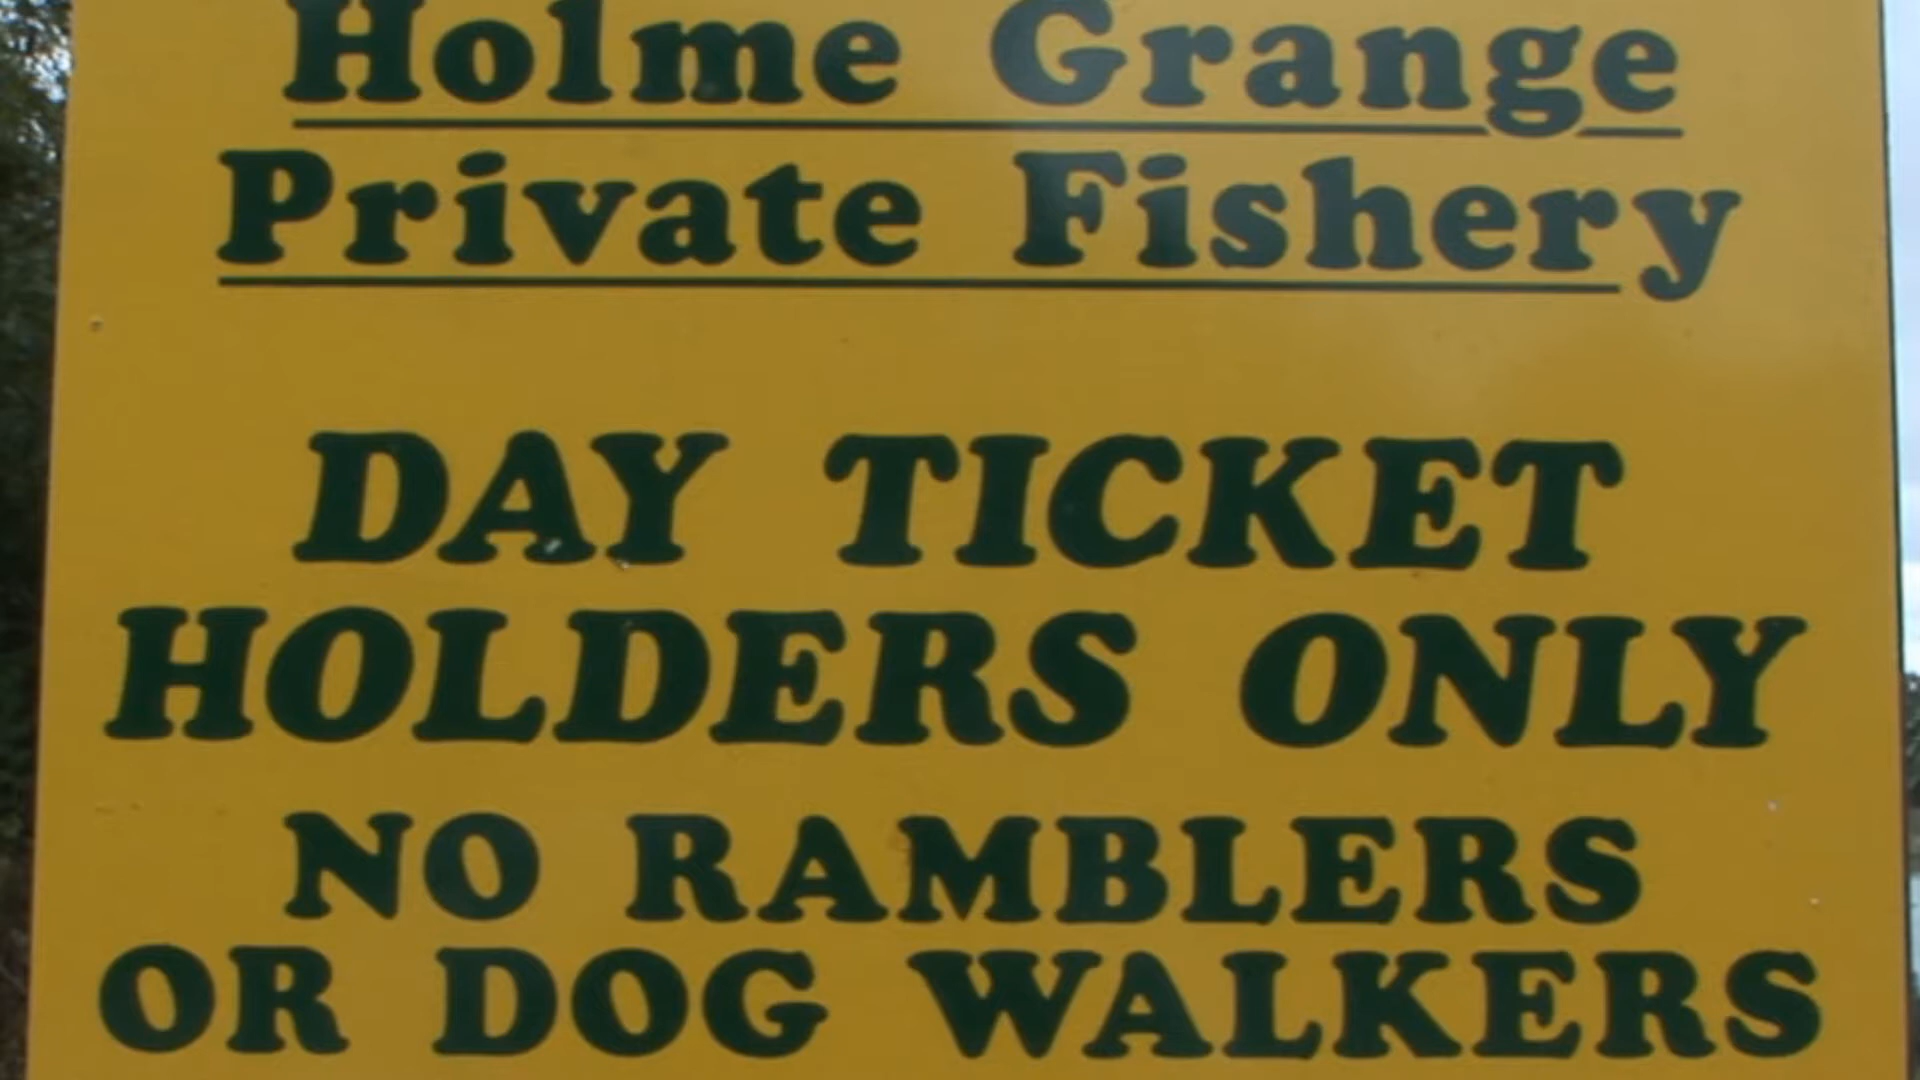 Holme Grange
Private Fishery
DAY TICKET
HOLDERS ONLY
NO RAMBLERS
OR DOG WALKERS